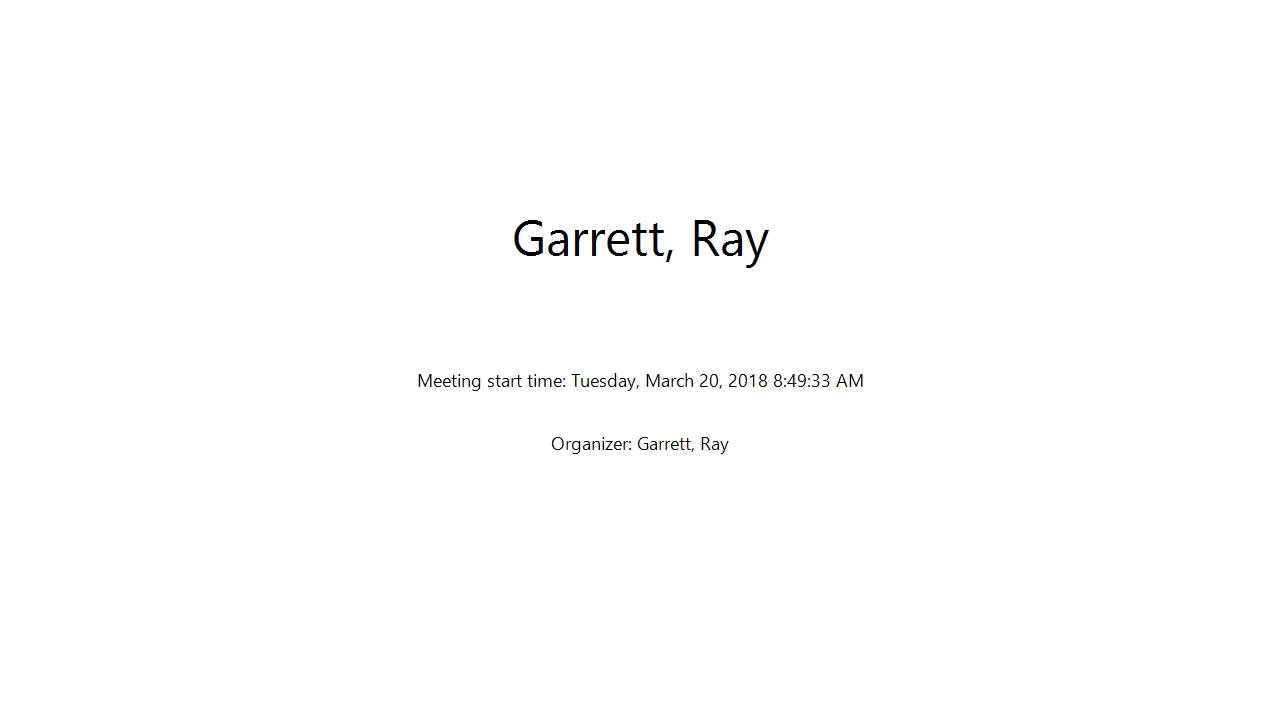 Garrett, Ray
Meeting start time: Tuesday, March 20, 2018 8:49:33 AM
Organizer: Garrett, Ray